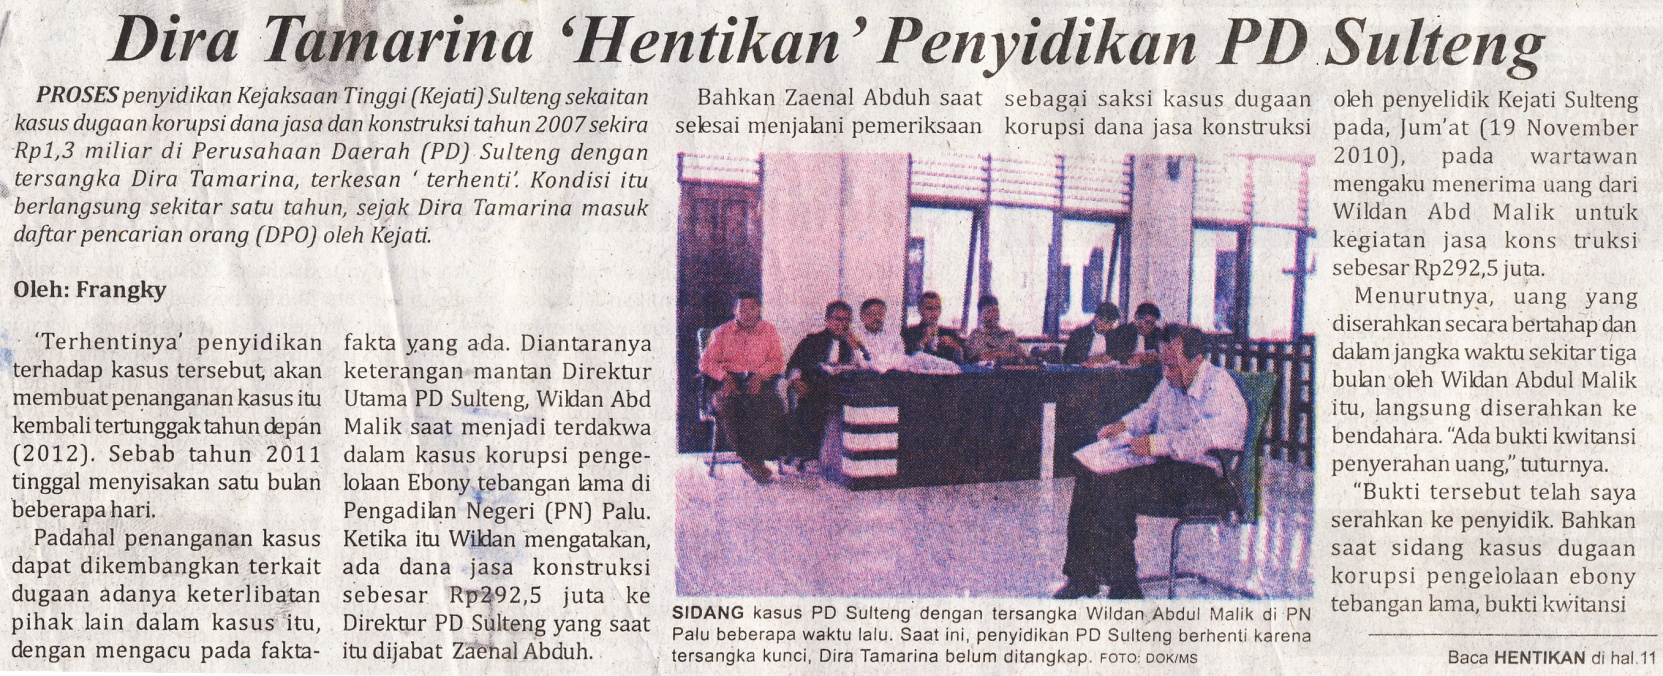 Dira Tamarina ‘Hentikan’ Penyidikan PD Sulteng
PROSES penyidikan Kejaksaan Tinggi (Kejati) Sulteng sekaitan
kasus dugaan korupsi dana jasa dan konstruksi tahun 2007 sekira
Rp1,3 miliar di Perusahaan Daerah (PD) Sulteng dengan
tersangka Dira Tamarina, terkesan ‘ terhenti’. Kondisi itu
berlangsung sekitar satu tahun, sejak Dira Tamarina masuk
daftar pencarian orang (DPO) oleh Kejati.
Oleh: Frangky
‘Terhentinya’ penyidikan
terhadap kasus tersebut, akan
membuat penanganan kasus itu
kembali tertunggak tahun depan
(2012). Sebab tahun 2011
tinggal menyisakan satu bulan
beberapa hari.
Padahal penanganan kasus
dapat dikembangkan terkait
dugaan adanya keterlibatan
pihak lain dalam kasus itu,
dengan mengacu pada fakta-
fakta yang ada. Diantaranya
keterangan mantan Direktur
Utama PD Sulteng, Wildan Abd
Malik saat menjadi terdakwa
dalam kasus korupsi penge-
lolaan Ebony tebangan lama di
Pengadilan Negeri (PN) Palu.
Ketika itu Wildan mengatakan,
ada dana jasa konstruksi
sebesar Rp292,5 juta ke
Direktur PD Sulteng yang saat
itu dijabat Zaenal Abduh.
Bahkan Zaenal Abduh saat
selesai menjalani pemeriksaan
sebagai saksi kasus dugaan
korupsi dana jasa konstruksi
oleh penyelidik Kejati Sulteng
pada, Jum’at (19 November
2010), pada wartawan
mengaku menerima uang dari
Wildan Abd Malik untuk
kegiatan jasa kons truksi
sebesar Rp292,5 juta.
Menurutnya, uang yang
diserahkan secara bertahap dan
dalam jangka waktu sekitar tiga
bulan oleh Wildan Abdul Malik
itu, langsung diserahkan ke
bendahara. “Ada bukti kwitansi
penyerahan uang,” tuturnya.
“Bukti tersebut telah saya
serahkan ke penyidik. Bahkan
saat sidang kasus dugaan
korupsi pengelolaan ebony
tebangan lama, bukti kwitansi
SIDANG kasus PD Sulteng dengan tersangka Wildan Abdul Malik di PN
Palu beberapa waktu lalu. Saat ini, penyidikan PD Sulteng berhenti karena
tersangka kunci, Dira Tamarina belum ditangkap. FOTO: DOK/MS
Baca HENTIKAN di hal.11